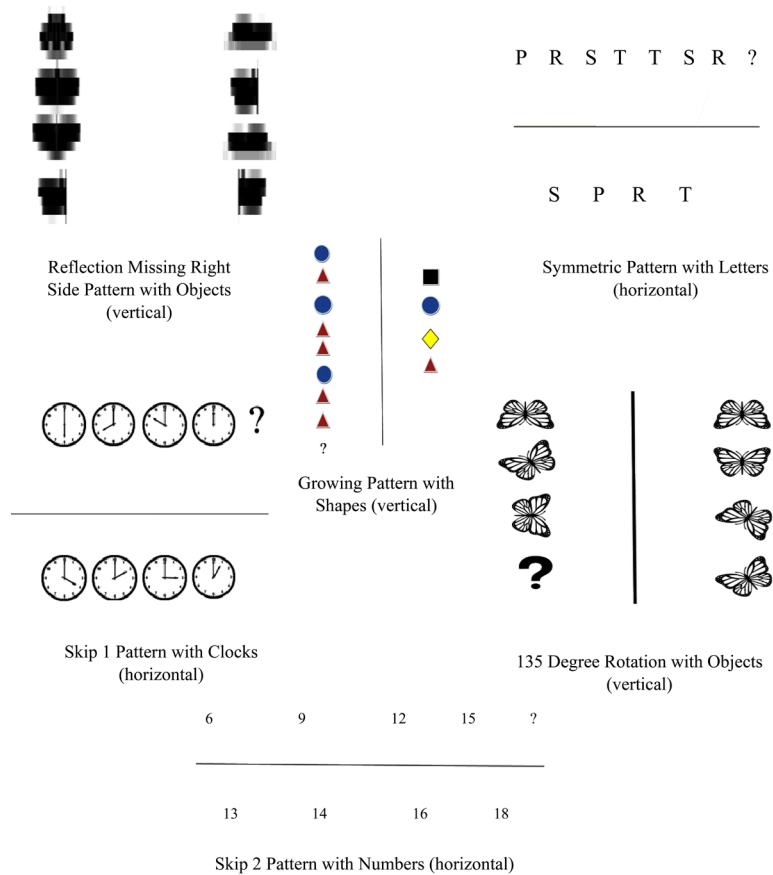 P R S T T S R ?
S P R T
Reflection Missing Right
Side Pattern with Objects
(vertical)
Symmetric Pattern with Letters
(horizontal)
?
?
Growing Pattern with
Shapes (vertical)
?
Skip 1 Pattern with Clocks
(horizontal)
135 Degree Rotation with Objects
(vertical)
6 9 12 15 ?
13 14 16 18
Skip 2 Pattern with Numbers (horizontal)